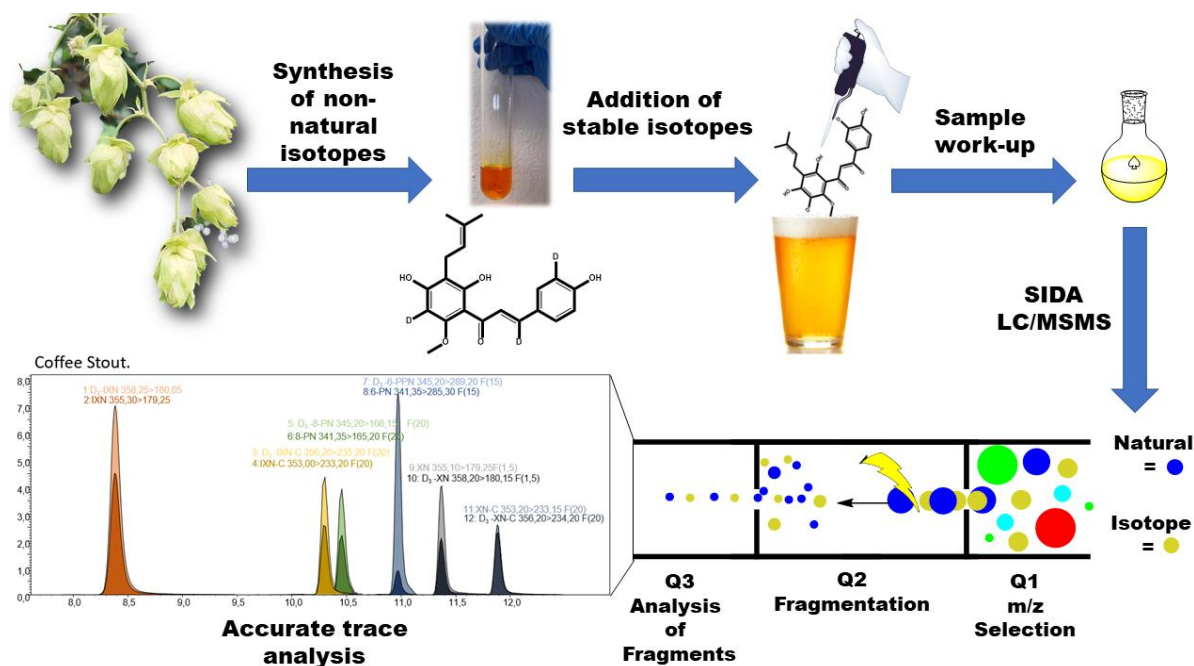 Synthesis
of non-
natural
isotopes
Addition of
stable isotopes
Sample
work-up
D
OH
HO
OH
D
O
O
D
SIDA
LC/MSMS
Coffee Stout.
1: D₃-IXN 358,25>180,05
2:IXN 355,30>179,25
7: D₃-6-PPN 345,20>289,20 F(15)
8:6-PN 341,35>285,30 F(15)
5: D₃-8-PN 345,20>166,15 F(20)
6:8-PN 341,35>165,20 F(20)
3: D₃-IXN-C 356,20>235,20 F(20)
4:IXN-C 353,00>233,20 F(20)
9:XN 355,10>179,25F(1,5)
10: D₃-XN 358,20>180,15 F(1,5)
11:XN-C 353,20>233,15 F(20)
12: D₃-XN-C 356,20>234,20 F(20)
8,0
7,0
6,0
5,0
4,0
3,0
2,0
1,0
0,0
8,0 8,5 9,0 9,5 10,0 10,5 11,0 11,5 12,0
Accurate trace
analysis
Natural
=
Isotope
=
Q3
Analysis
of
Fragments
Q2
Fragmentation
Q1
m/z
Selection